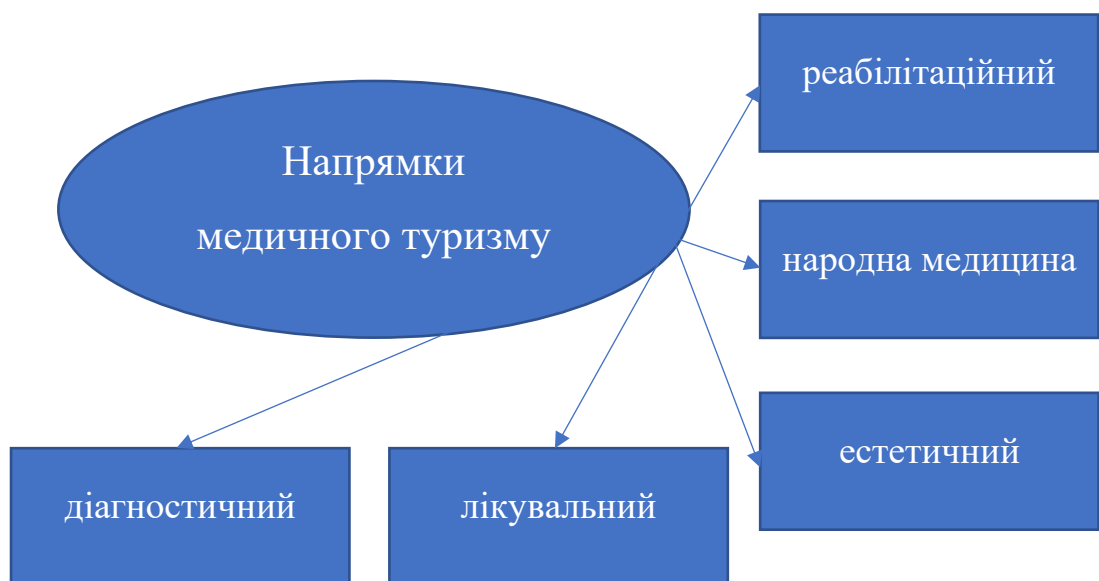 реабілітаційний
Напрямки
медичного туризму
народна медицина
естетичний
діагностичний
лікувальний